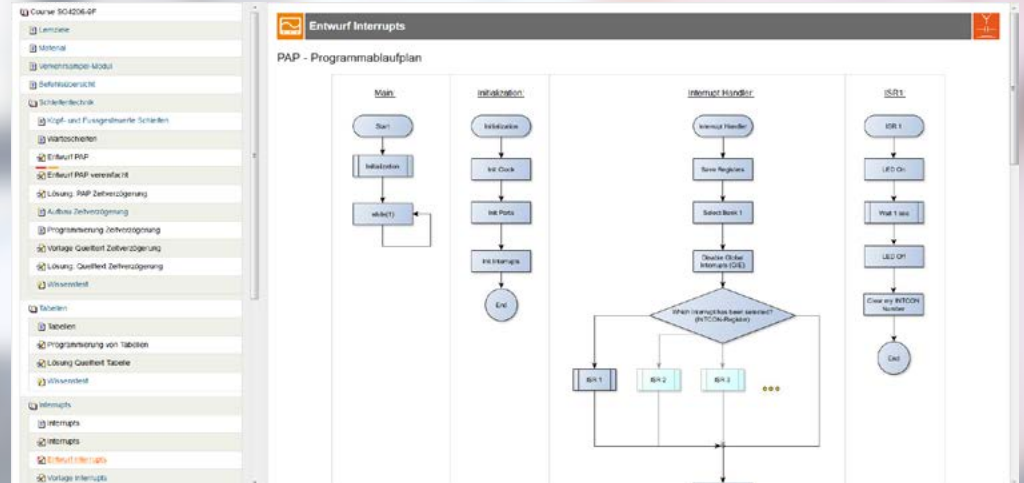 Course SO4206-9F
Lernziele
Material
Verkehrsampel-Modul
Befehlsübersicht
Schleifentechnik
Kopf- und Fussgesteuerte Schleifen
Warteschleifen
Entwurf PAP
Entwurf PAP vereinfacht
Lösung: PAP Zeitverzögerung
Aufbau Zeitverzögerung
Programmierung Zeitverzögerung
Vorlage Quelltext Zeitverzögerung
Lösung: Quelltext Zeitverzögerung
Wissenstest
Tabellen
Tabellen
Programmierung von Tabellen
Lösung Quelltext Tabelle
Wissenstest
Interrupts
Interrupts
Interrupts
Entwurf Interrupts
Vorlage Interrupts
Entwurf Interrupts
PAP - Programmablaufplan
Main:
Start
Initialization
while(1)
Initialization:
Initialization
Init Clock
Init Ports
Init Interrupts
End
Interrupt Handler:
Interrupt Handler
Save Registers
Select Bank 1
Disable Global
Interrupts (GIE)
Which Interrupt has been selected?
(INTCON-Register)
ISR 1
ISR 2
ISR 3
ISR1:
ISR 1
LED On
Wait 1 sec
LED Off
Clear my INTCON
Number
End